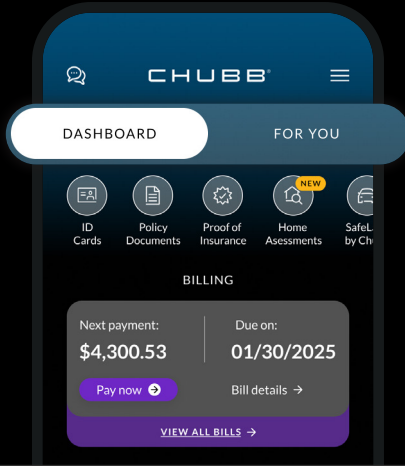 CHUBB®
DASHBOARD
FOR YOU
NEW
ID
Cards
Policy
Documents
Proof of
Insurance
Home
Asessments
BILLING
Next payment:
$4,300.53
Due on:
01/30/2025
Pay now
Bill details
VIEW ALL BILLS